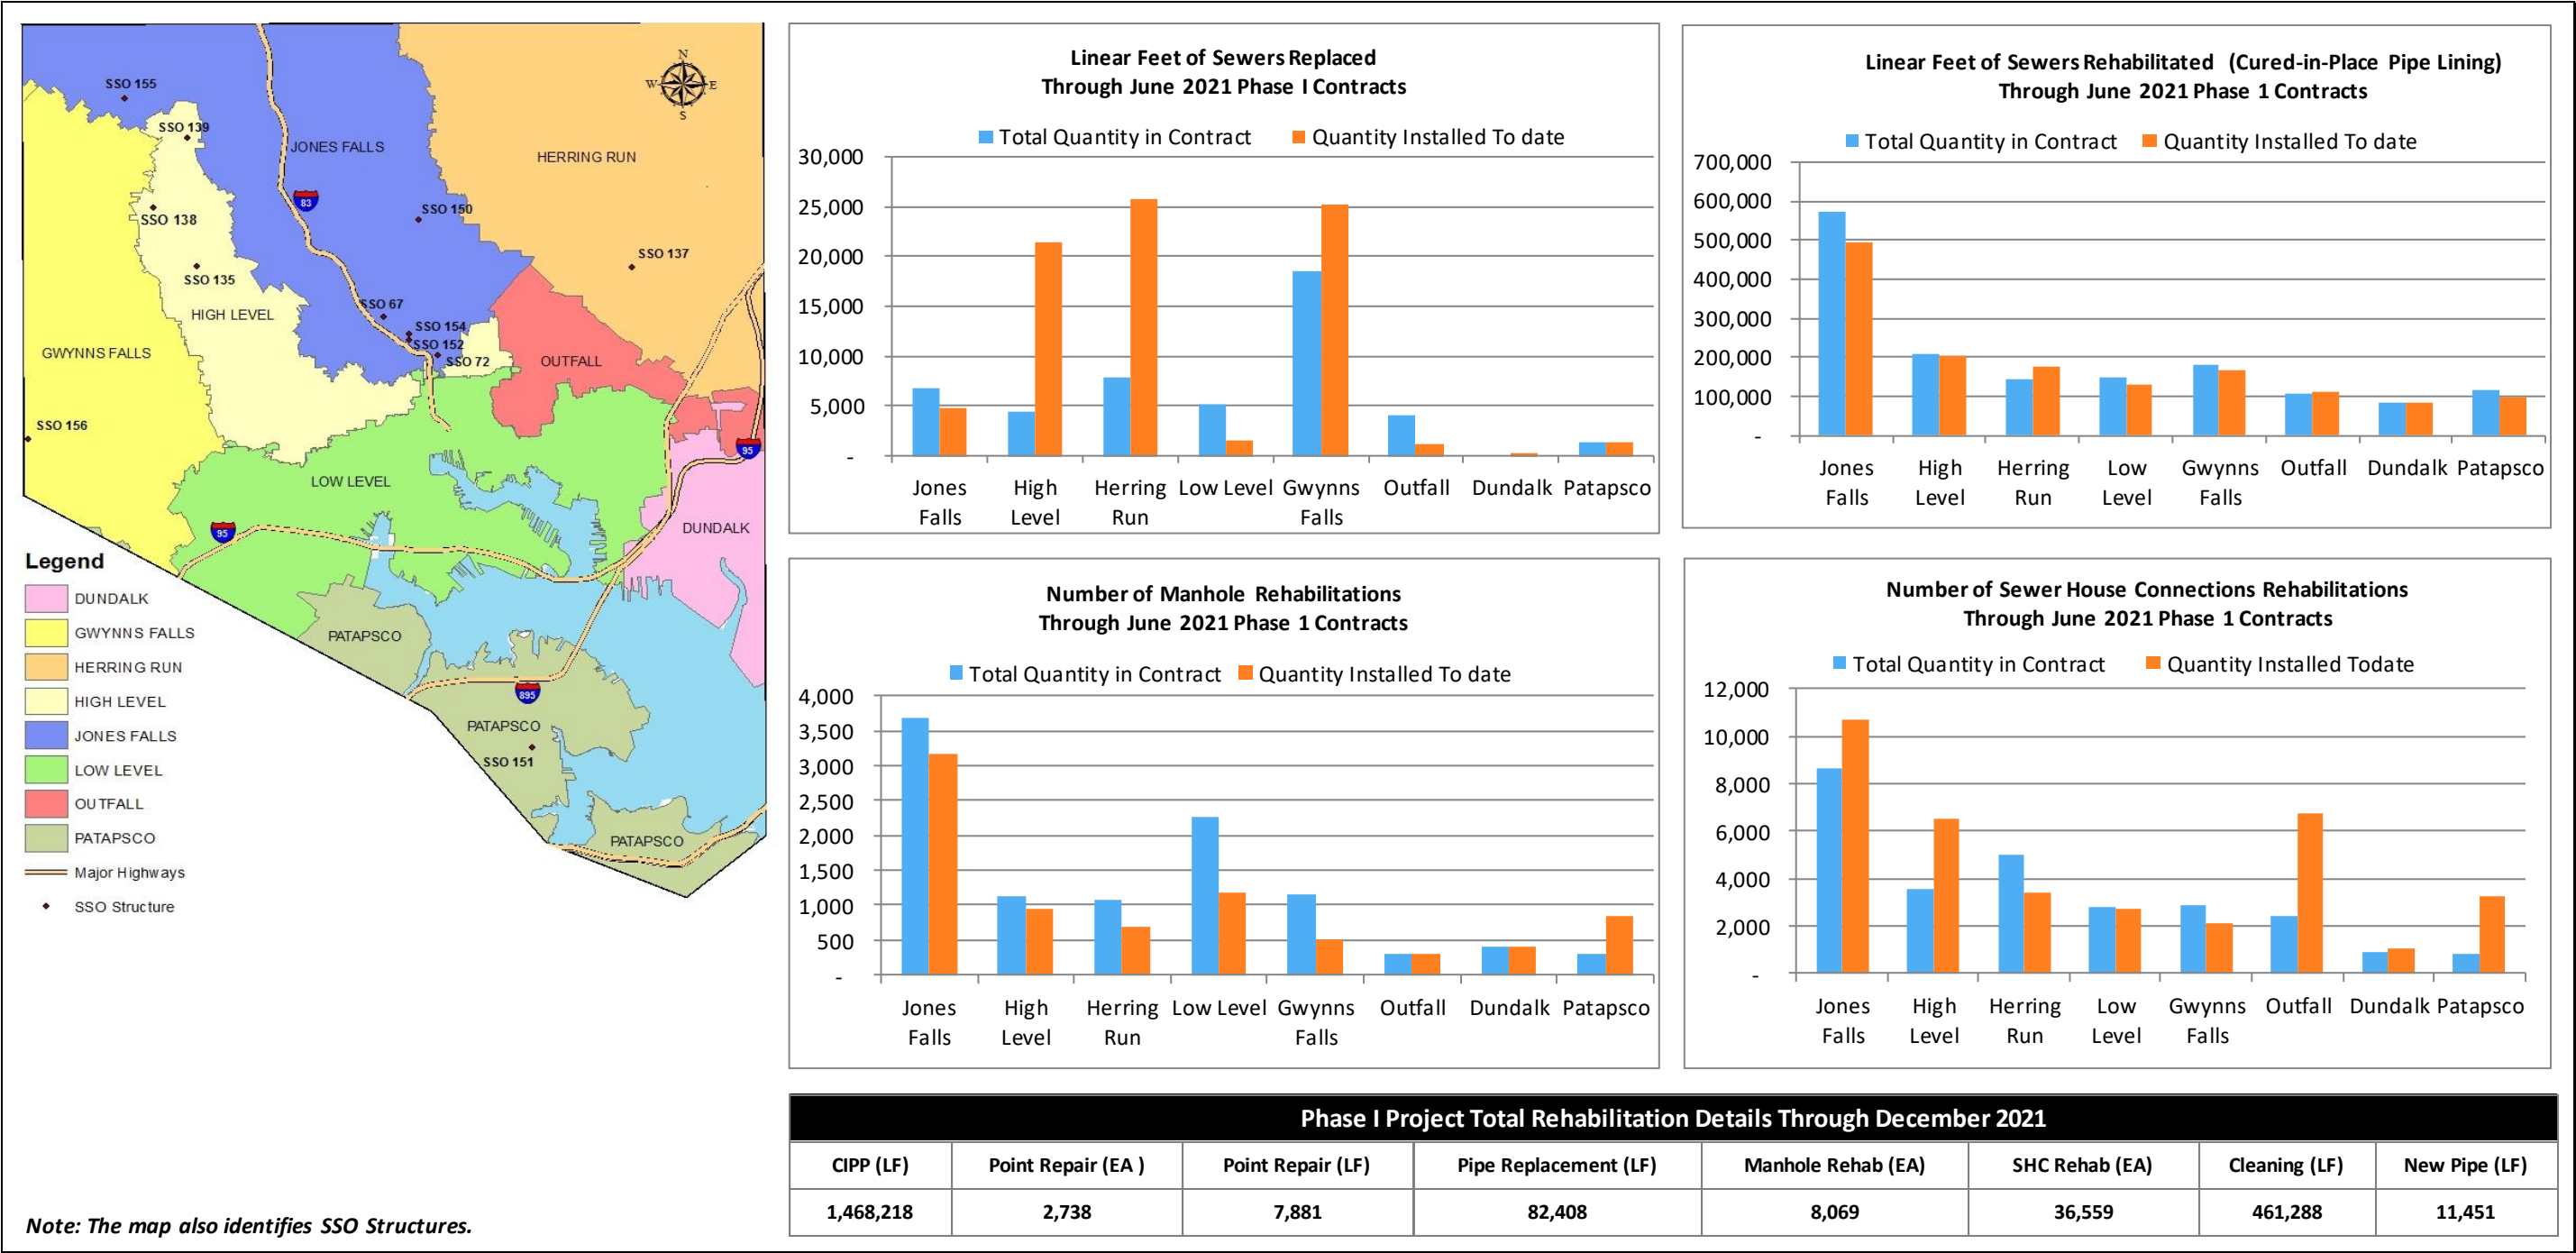 SSO 155
SSO 139
JONES FALLS
HERRING RUN
N
W
E
S
83
SSO 138
SSO 150
SSO 137
SSO 135
SSO 67
HIGH LEVEL
SSO 154
SSO 152
SSO 72
GWYNNS FALLS
OUTFALL
SSO 156
95
LOW LEVEL
DUNDALK
95
PATAPSCO
895
PATAPSCO
SSO 151
PATAPSCO
Legend
DUNDALK
GWYNNS FALLS
HERRING RUN
HIGH LEVEL
JONES FALLS
LOW LEVEL
OUTFALL
PATAPSCO
Major Highways
SSO Structure
Note: The map also identifies SSO Structures.
Linear Feet of Sewers Replaced
Through June 2021 Phase I Contracts
Total Quantity in Contract Quantity Installed To date
30,000
25,000
20,000
15,000
10,000
5,000
-
Jones Falls High Level Herring Run Low Level Gwynns Falls Outfall Dundalk Patapsco
Linear Feet of Sewers Rehabilitated (Cured-in-Place Pipe Lining)
Through June 2021 Phase 1 Contracts
Total Quantity in Contract Quantity Installed To date
700,000
600,000
500,000
400,000
300,000
200,000
100,000
-
Jones Falls High Level Herring Run Low Level Gwynns Falls Outfall Dundalk Patapsco
Number of Manhole Rehabilitations
Through June 2021 Phase 1 Contracts
Total Quantity in Contract Quantity Installed To date
4,000
3,500
3,000
2,500
2,000
1,500
1,000
500
-
Jones Falls High Level Herring Run Low Level Gwynns Falls Outfall Dundalk Patapsco
Number of Sewer House Connections Rehabilitations
Through June 2021 Phase 1 Contracts
Total Quantity in Contract Quantity Installed Todate
12,000
10,000
8,000
6,000
4,000
2,000
-
Jones Falls High Level Herring Run Low Level Gwynns Falls Outfall Dundalk Patapsco
Phase I Project Total Rehabilitation Details Through December 2021
CIPP (LF) Point Repair (EA ) Point Repair (LF) Pipe Replacement (LF) Manhole Rehab (EA) SHC Rehab (EA) Cleaning (LF) New Pipe (LF)
1,468,218 2,738 7,881 82,408 8,069 36,559 461,288 11,451